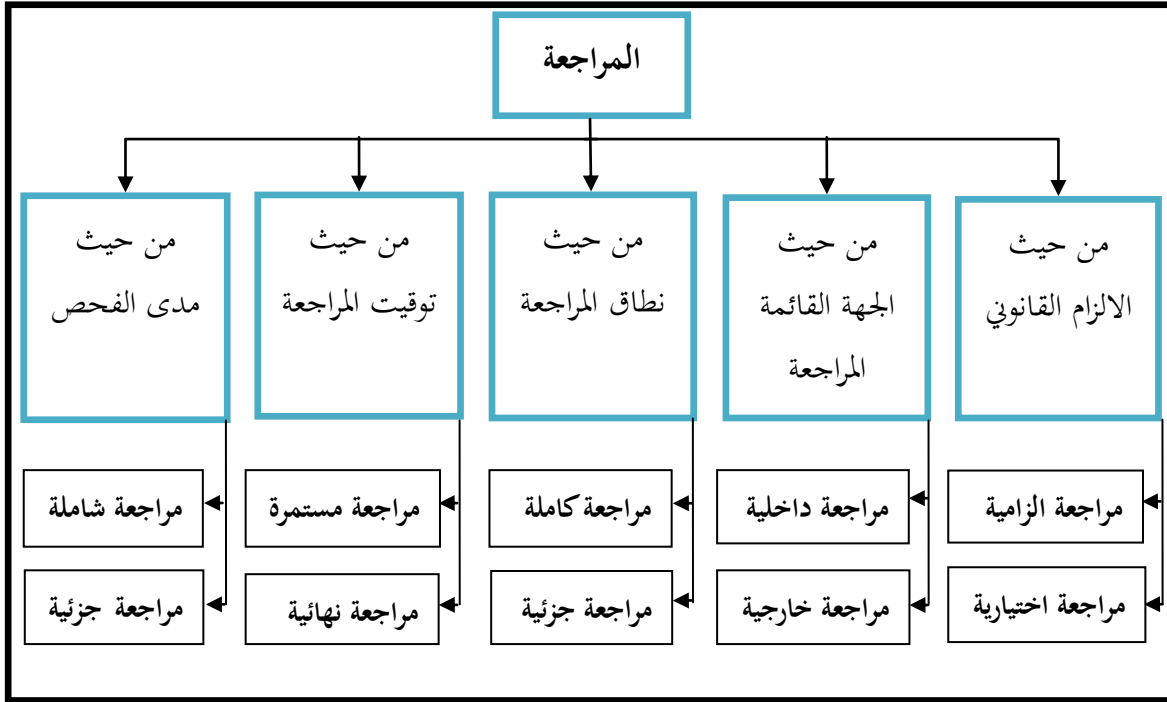 المراجعة
من حيث
الالزام القانوني
من حيث
الجهة القائمة
المراجعة
من حيث
نطاق المراجعة
من حيث
توقيت المراجعة
من حيث
مدى الفحص
مراجعة الزامية
مراجعة داخلية
مراجعة كاملة
مراجعة مستمرة
مراجعة شاملة
مراجعة اختيارية
مراجعة خارجية
مراجعة جزئية
مراجعة نهائية
مراجعة جزئية